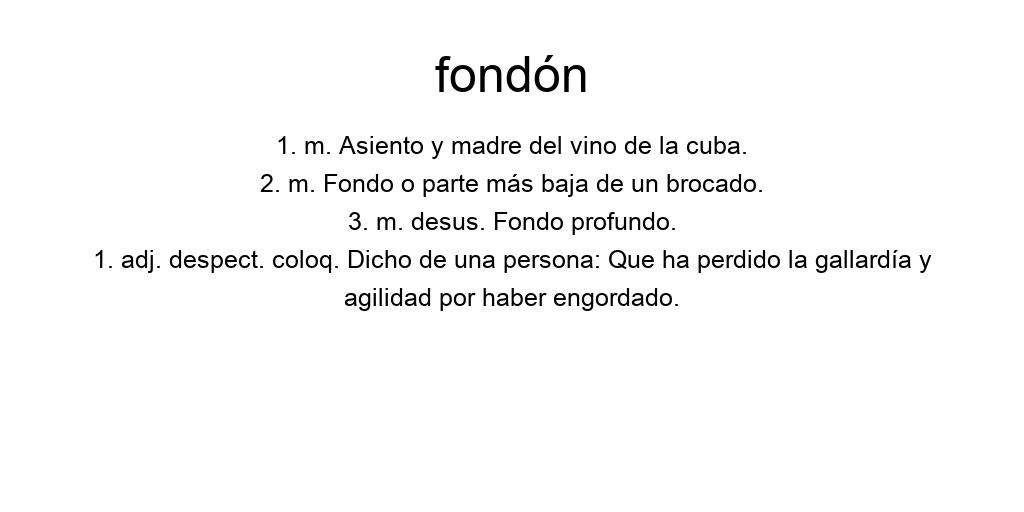 fondón
1. m. Asiento y madre del vino de la cuba.
2. m. Fondo o parte más baja de un brocado.
3. m. desus. Fondo profundo.
1. adj. despect. coloq. Dicho de una persona: Que ha perdido la gallardía y
agilidad por haber engordado.